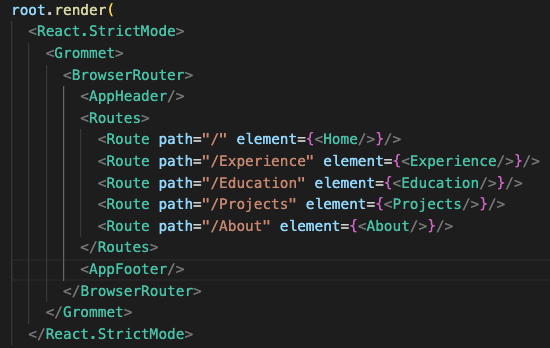 root.render(
<React.StrictMode>
<Grommet>
<BrowserRouter>
<AppHeader/>
<Routes>
<Route path="/" element={<Home/>}/>
<Route path="/Experience" element={<Experience/>}/>
<Route path="/Education" element={<Education/>}/>
<Route path="/Projects" element={<Projects/>}/>
<Route path="/About" element={<About/>}/>
</Routes>
<AppFooter/>
</BrowserRouter>
</Grommet>
</React.StrictMode>